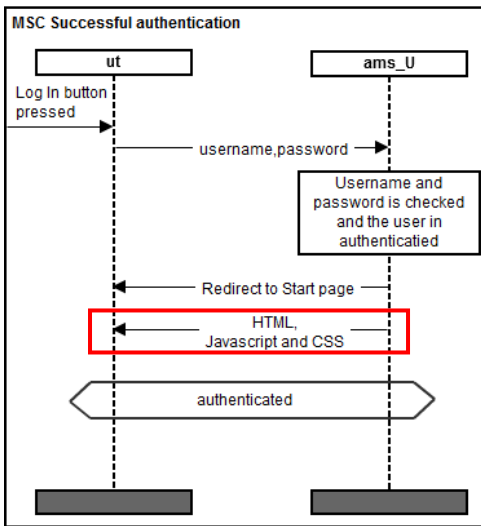 MSC Successful authentication
ut
ams_U
Log In button
pressed
username,password
Username and
password is checked
and the user in
authenticatied
Redirect to Start page
HTML,
Javascript and CSS
authenticated